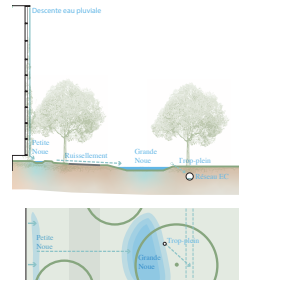 Descente eau pluviale
Petite
Noue
Ruissellement
Grande
Noue
Trop-plein
Réseau EC
Petite
Noue
Grande
Noue
Trop-plein